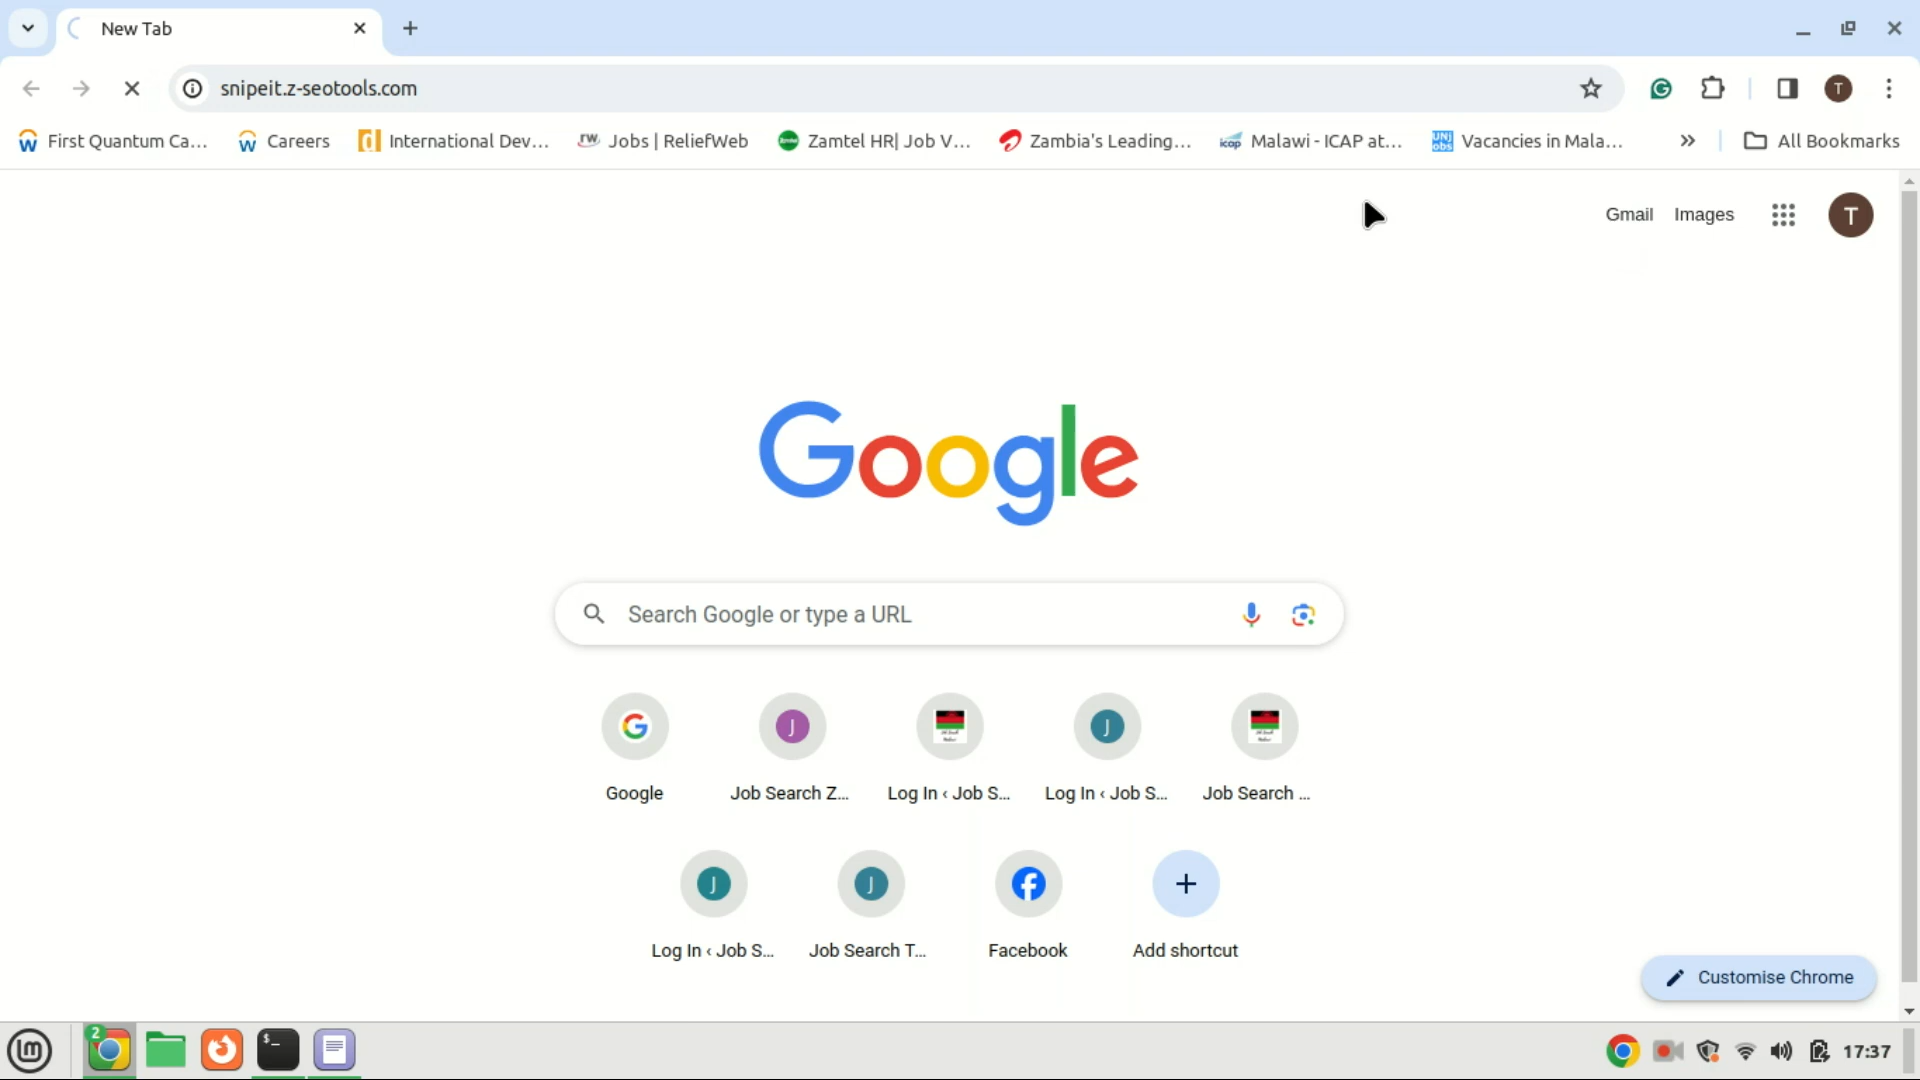 New Tab
snipeit.z-seotools.com
First Quantum Ca... Careers International Dev... Jobs | ReliefWeb Zamtel HR| Job V... Zambia's Leading... Malawi - ICAP at... Vacancies in Mala... All Bookmarks
Gmail Images T
Google
Search Google or type a URL
Google Job Search Z... Log In ‹ Job S... Log In ‹ Job S... Job Search ...
Log In ‹ Job S... Job Search T... Facebook Add shortcut
Customise Chrome
2
17:37